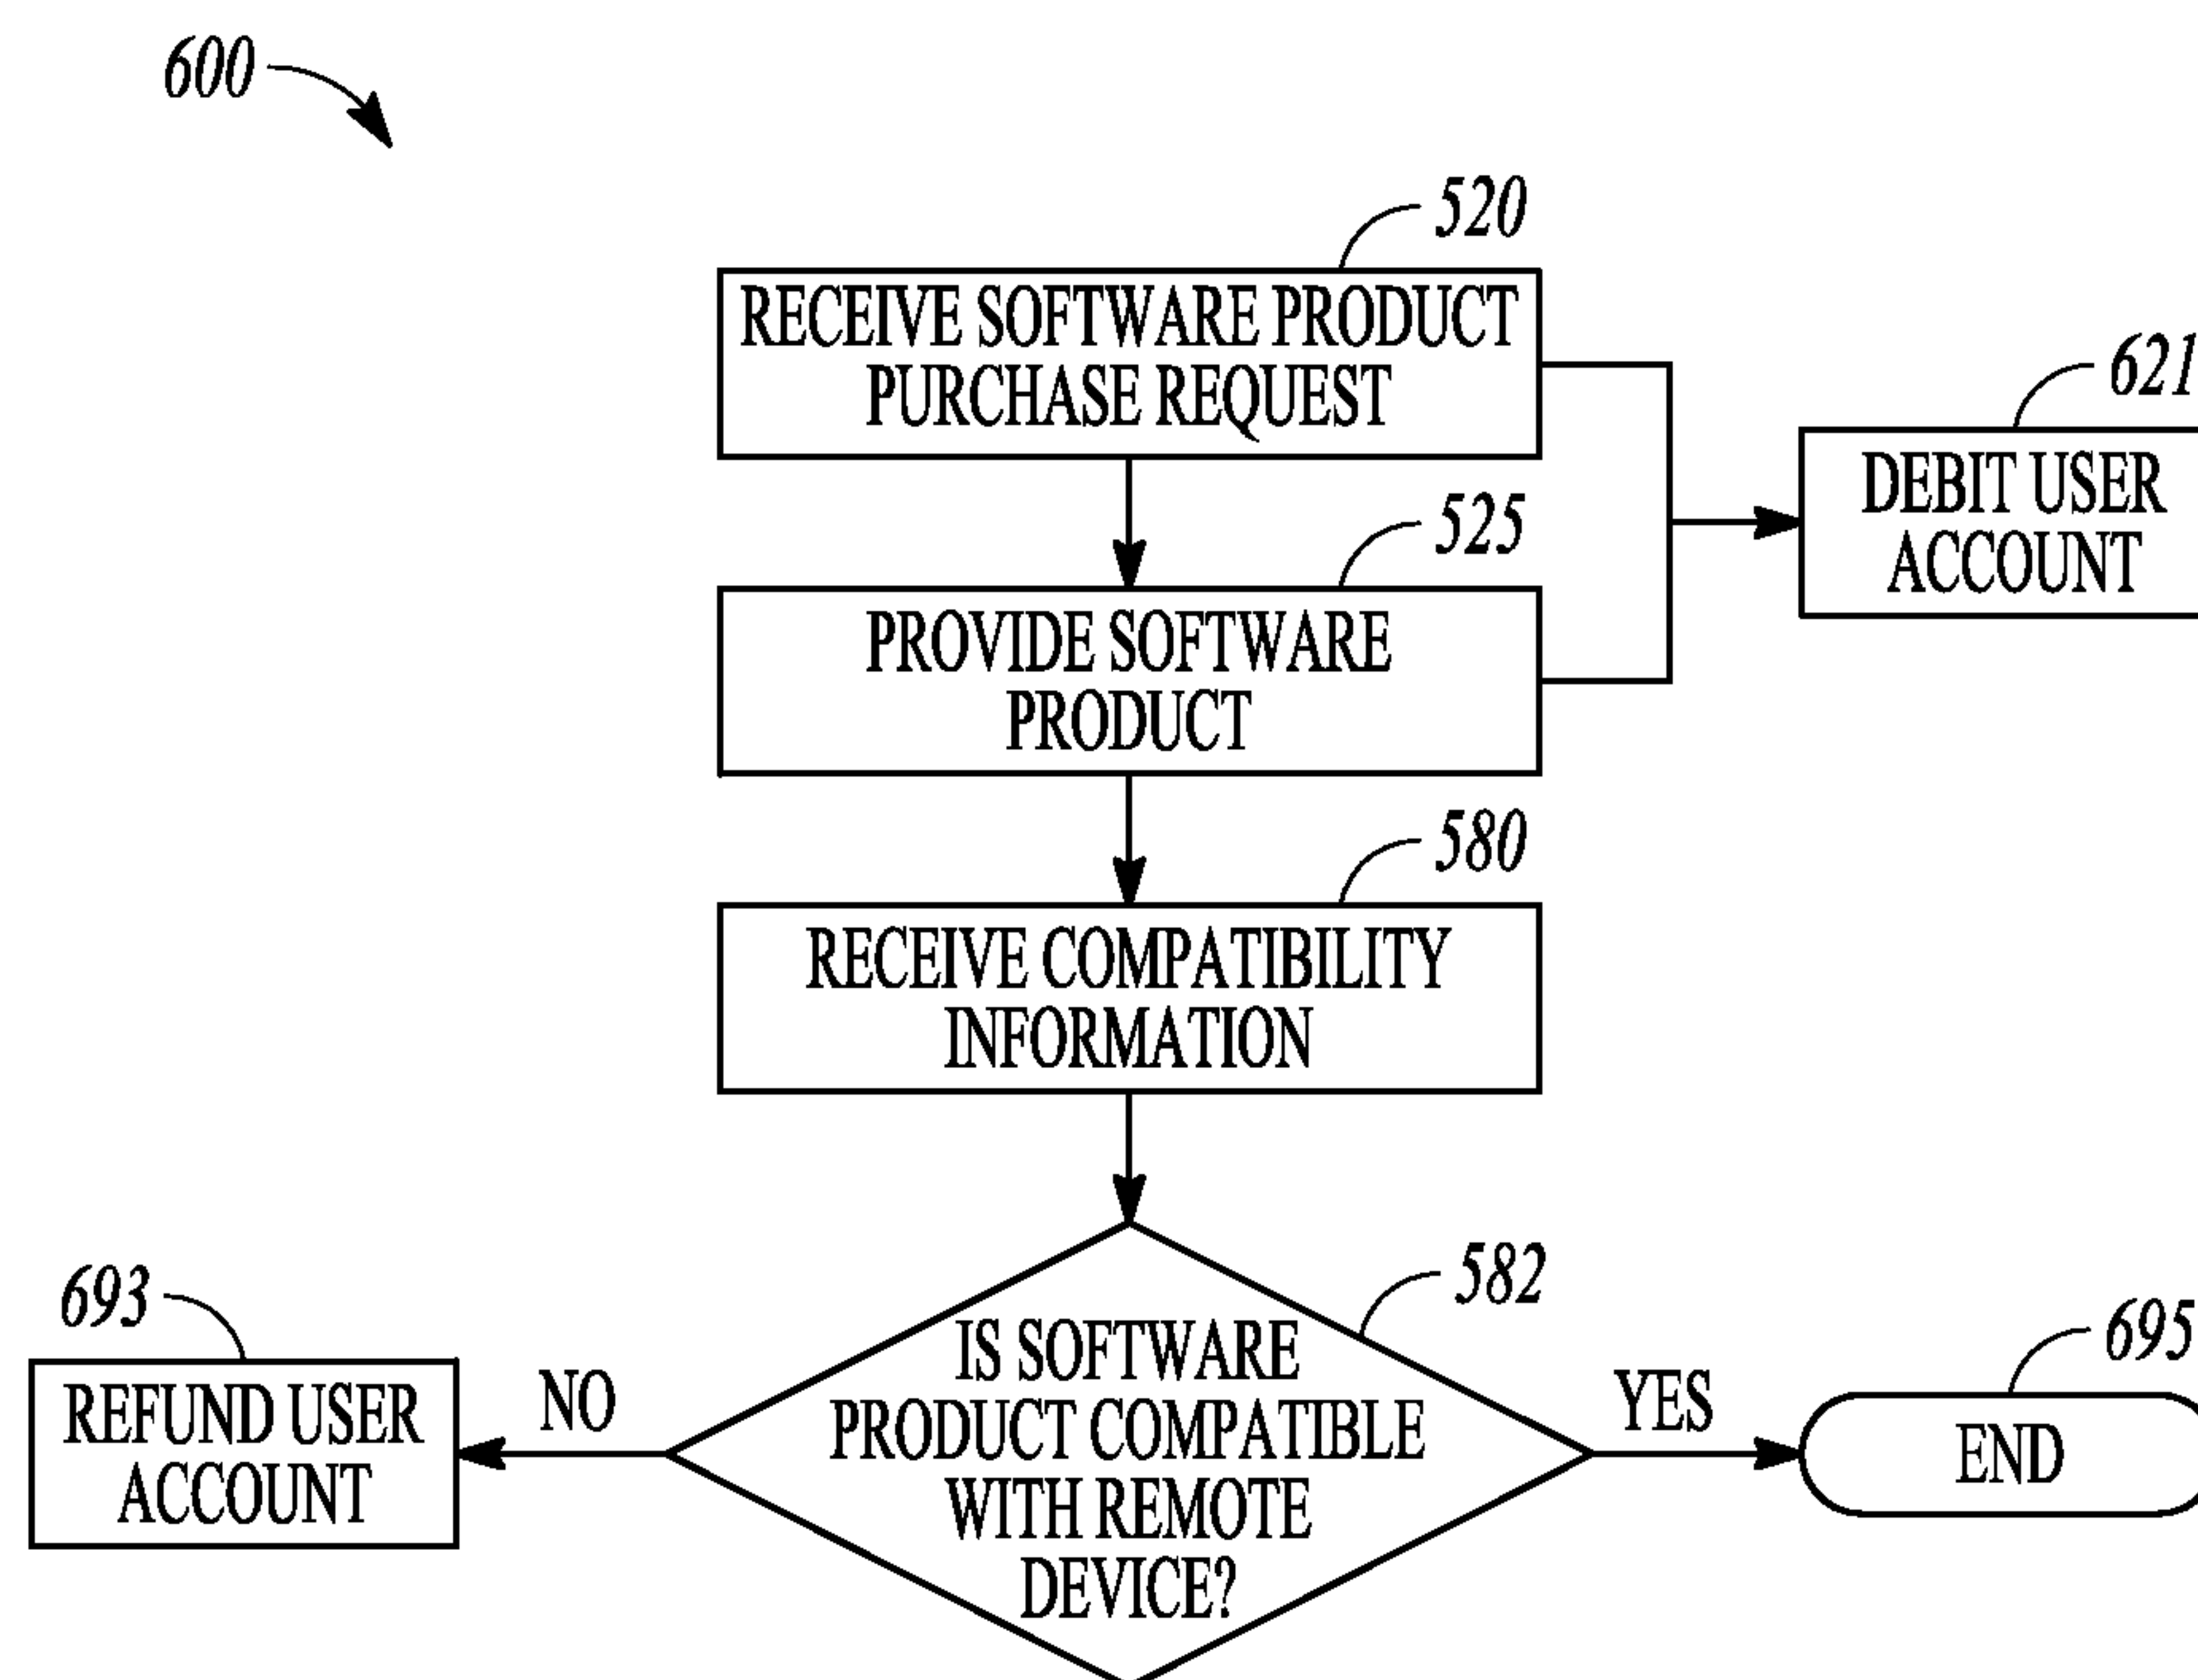 600
520
RECEIVE SOFTWARE PRODUCT
PURCHASE REQUEST
621
DEBIT USER
ACCOUNT
525
PROVIDE SOFTWARE
PRODUCT
580
RECEIVE COMPATIBILITY
INFORMATION
582
IS SOFTWARE
PRODUCT COMPATIBLE
WITH REMOTE
DEVICE?
693
REFUND USER
ACCOUNT
NO
YES
695
END